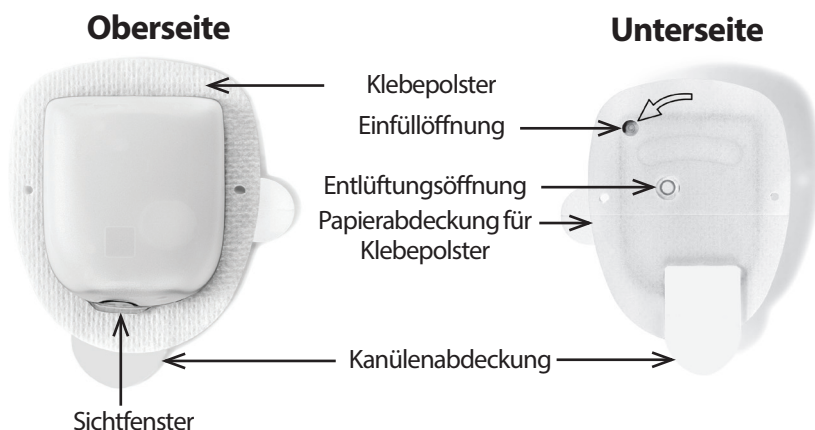 Oberseite
Unterseite
Klebepolster
Einfüllöffnung
Entlüftungsöffnung
Papierabdeckung für
Klebepolster
Kanülenabdeckung
Sichtfenster